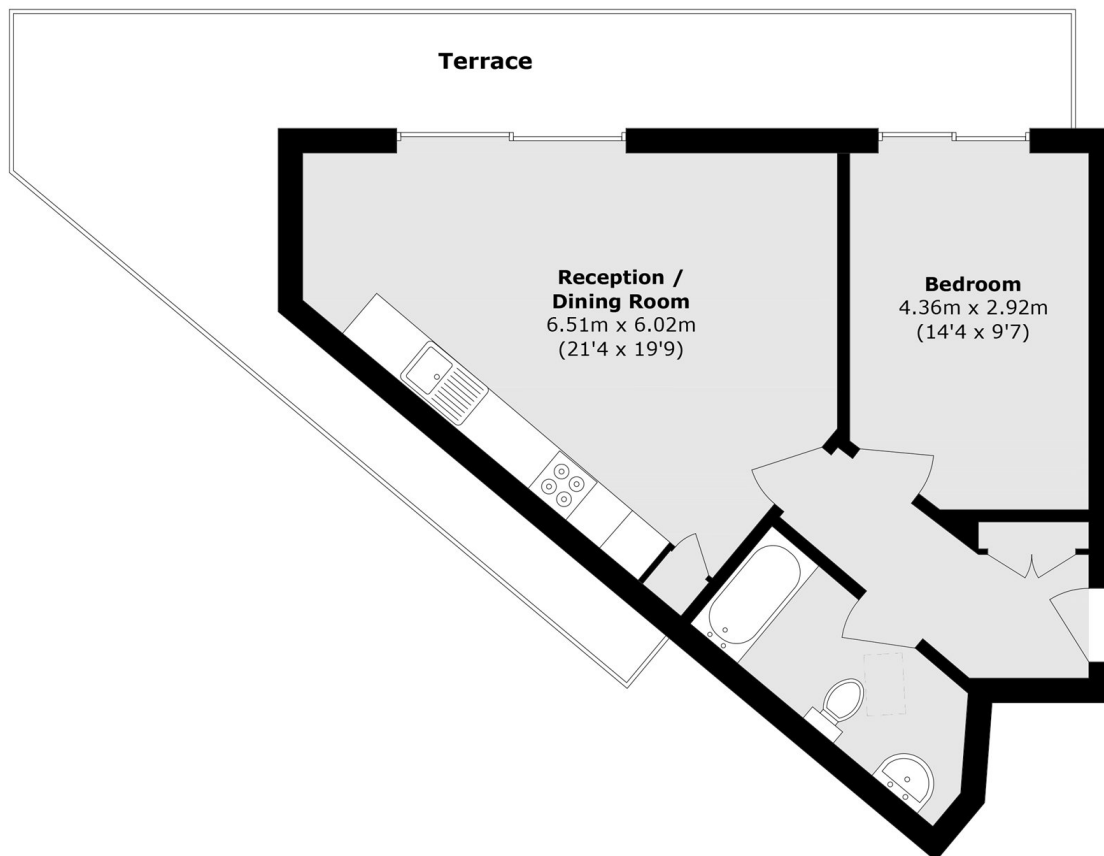 Terrace
Reception /
Dining Room
6.51m x 6.02m
(21'4 x 19'9)
Bedroom
4.36m x 2.92m
(14'4 x 9'7)